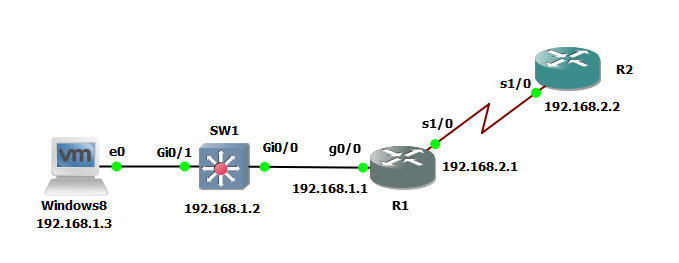 R2
s1/0
192.168.2.2
SW1
s1/0
e0
Gi0/1
Gi0/0
g0/0
vm
192.168.2.1
192.168.1.1
Windows8
192.168.1.2
R1
192.168.1.3